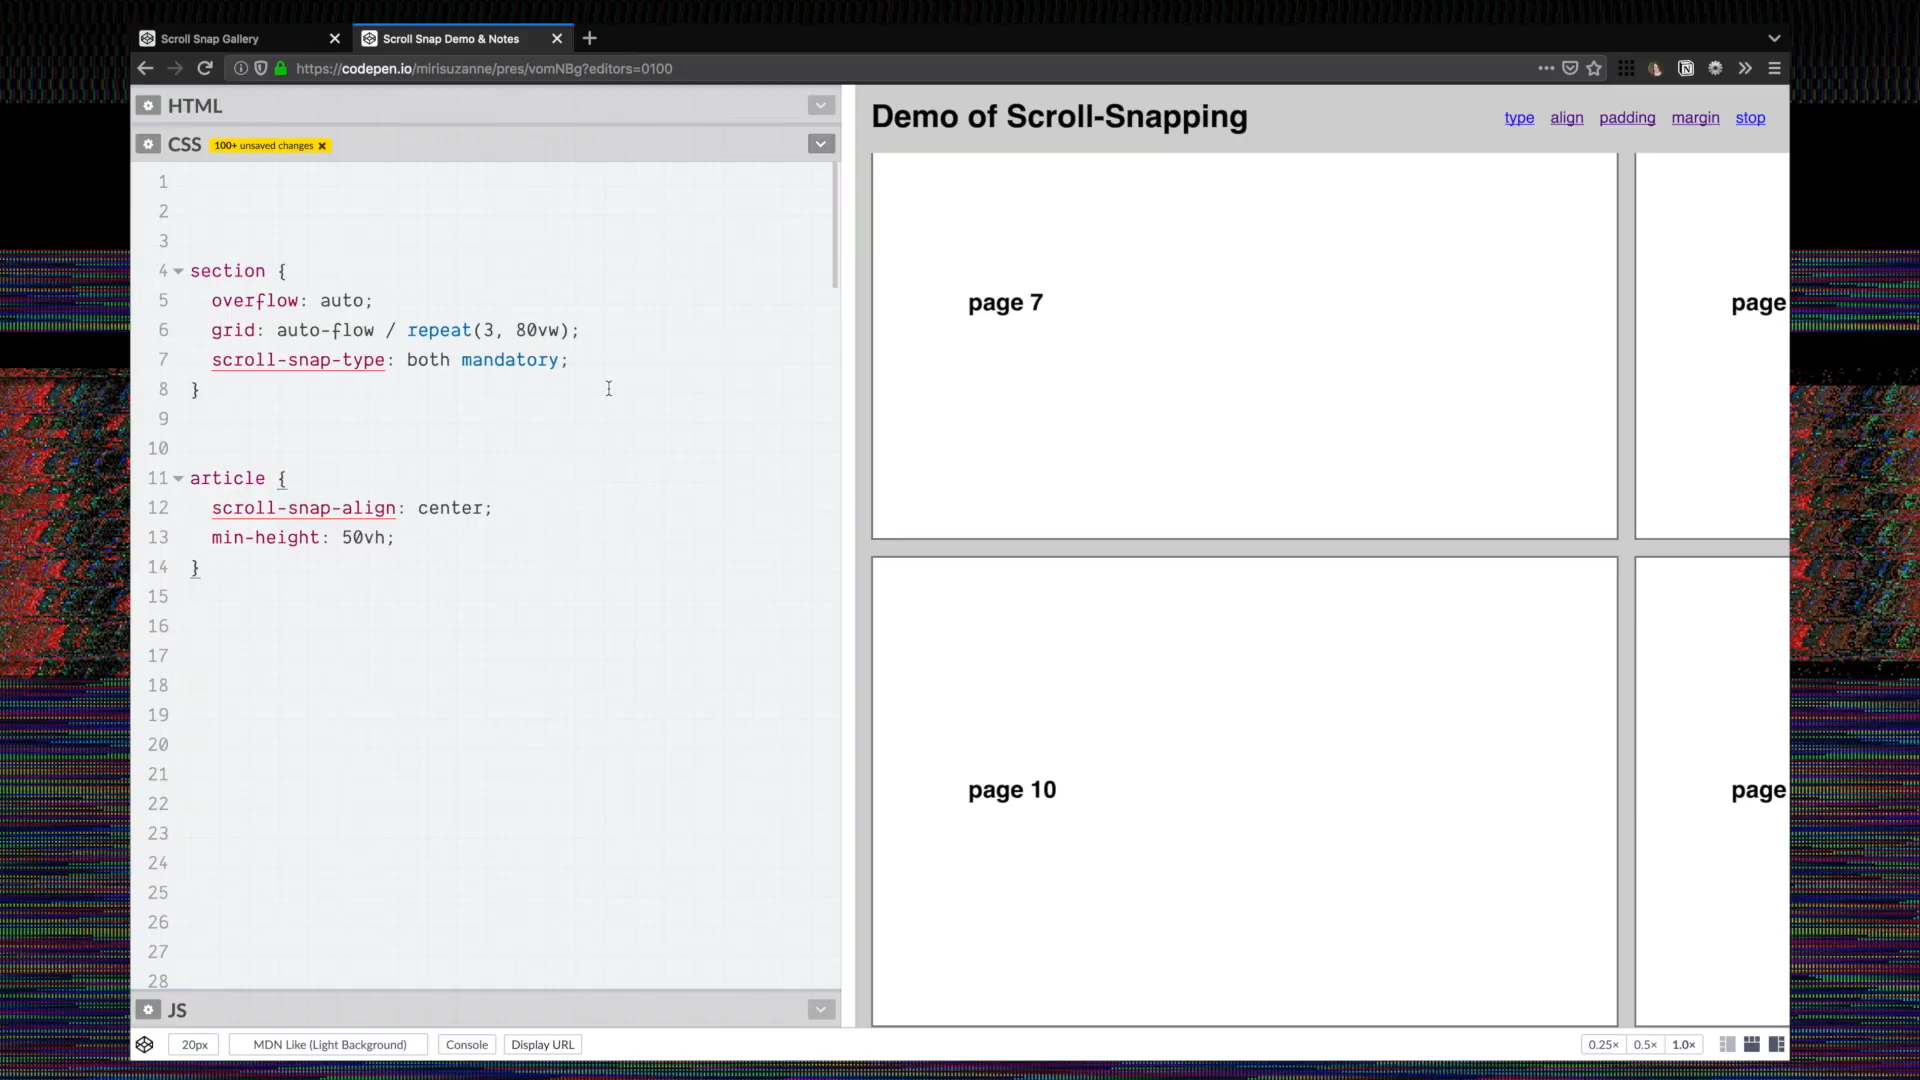 Scroll Snap Gallery
Scroll Snap Demo & Notes
https://codepen.io/mirisuzanne/pres/vomNBg?editors=0100
HTML
CSS 100+ unsaved changes x
1
2
3
4 section {
5 overflow: auto;
6 grid: auto-flow / repeat(3, 80vw);
7 scroll-snap-type: both mandatory;
8 }
9
10
11 article {
12 scroll-snap-align: center;
13 min-height: 50vh;
14 }
15
16
17
18
19
20
21
22
23
24
25
26
27
28
JS
20px MDN Like (Light Background) Console Display URL
Demo of Scroll-Snapping
type align padding margin stop
page 7 page
page 10 page
0.25× 0.5× 1.0×